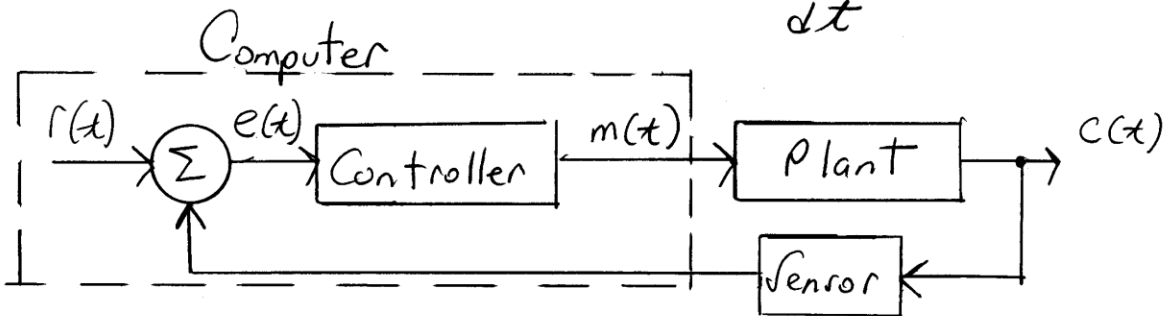 dt
Computer
r(t)
e(t)
m(t)
c(t)
Σ
Controller
Plant
Sensor